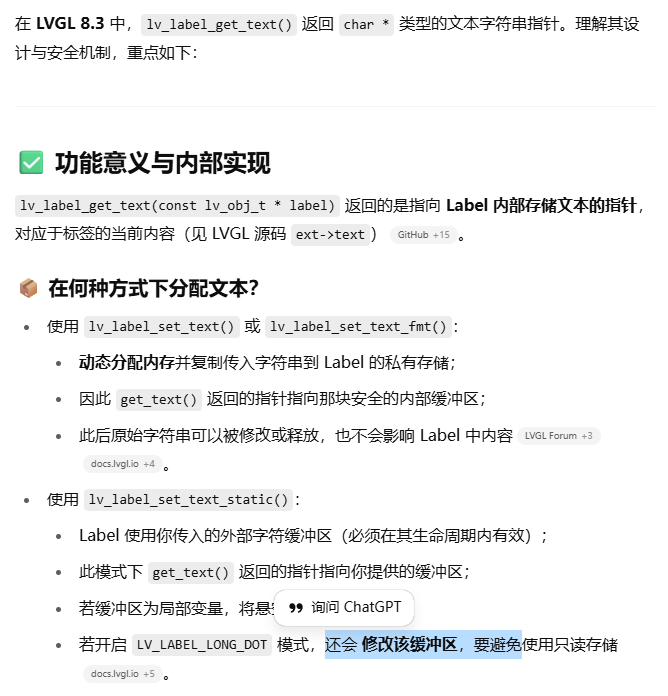 在 LVGL 8.3 中，lv_label_get_text() 返回 char * 类型的文本字符串指针。理解其设
计与安全机制，重点如下：
✅ 功能意义与内部实现
lv_label_get_text(const lv_obj_t * label) 返回的是指向 Label 内部存储文本的指针，
对应于标签的当前内容（见 LVGL 源码 ext->text） GitHub +15 。
📦 在何种方式下分配文本？
• 使用 lv_label_set_text() 或 lv_label_set_text_fmt()：
• 动态分配内存并复制传入字符串到 Label 的私有存储；
• 因此 get_text() 返回的指针指向那块安全的内部缓冲区；
• 此后原始字符串可以被修改或释放，也不会影响 Label 中内容 LVGL Forum +3
docs.lvgl.io +4 。
• 使用 lv_label_set_text_static()：
• Label 使用你传入的外部字符缓冲区（必须在其生命周期内有效）；
• 此模式下 get_text() 返回的指针指向你提供的缓冲区；
• 若缓冲区为局部变量，将悬
询问 ChatGPT
• 若开启 LV_LABEL_LONG_DOT 模式，还会 修改该缓冲区，要避免使用只读存储
docs.lvgl.io +5 。